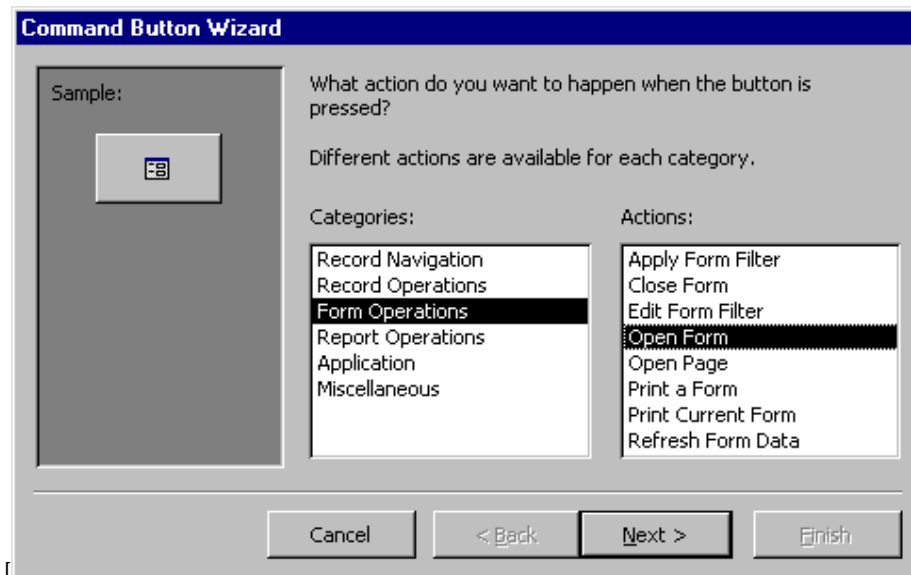 Command Button Wizard
Sample:
What action do you want to happen when the button is
pressed?
Different actions are available for each category.
Categories:
Record Navigation
Record Operations
Form Operations
Report Operations
Application
Miscellaneous
Actions:
Apply Form Filter
Close Form
Edit Form Filter
Open Form
Open Page
Print a Form
Print Current Form
Refresh Form Data
Cancel
< Back
Next >
Finish